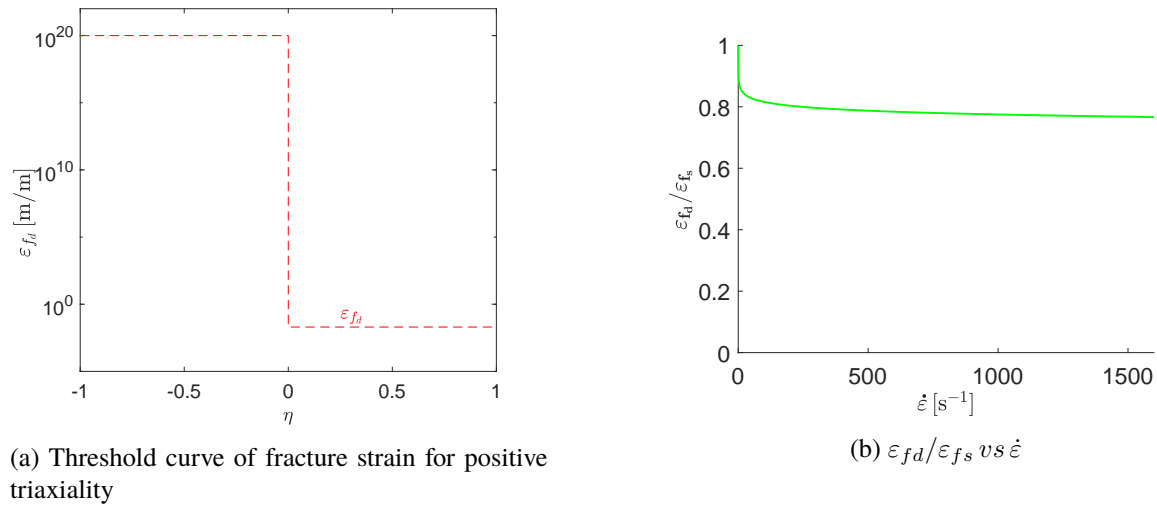 10^20
10^10
10^0
ε_{f_d} [m/m]
ε_{f_d}
-1 -0.5 0 0.5 1
η
(a) Threshold curve of fracture strain for positive
triaxiality
1
0.8
0.6
0.4
0.2
0
ε_{f_d}/ε_{f_s}
0 500 1000 1500
ε̇ [s^{−1}]
(b) ε_{fd}/ε_{fs} vs ε̇